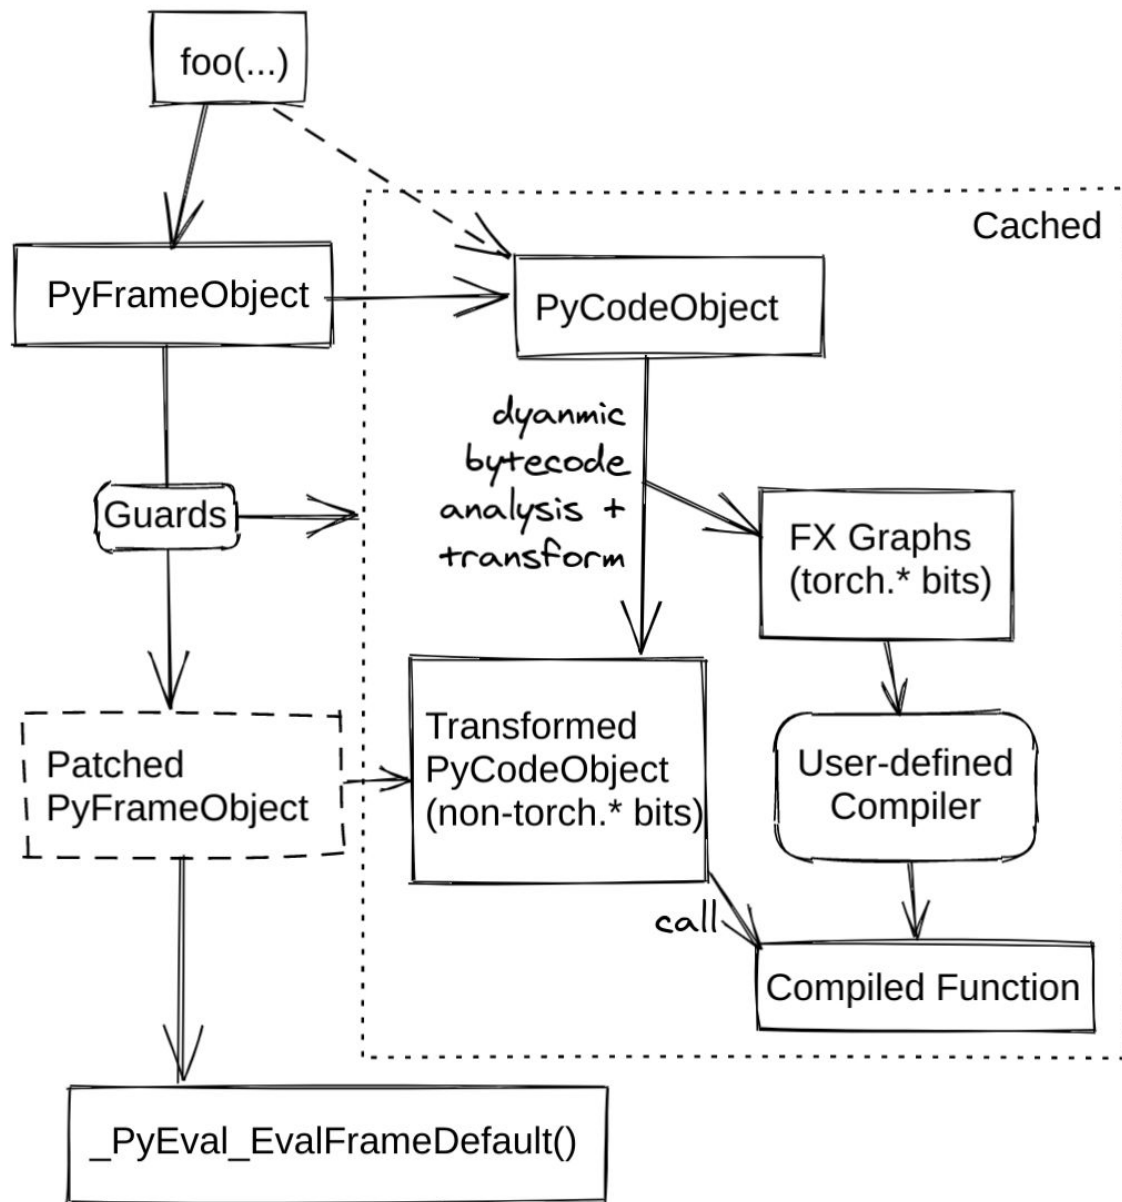 foo(...)
Cached
PyFrameObject
PyCodeObject
dyanmic
bytecode
analysis +
transform
Guards
FX Graphs
(torch.* bits)
Patched
PyFrameObject
Transformed
PyCodeObject
(non-torch.* bits)
User-defined
Compiler
call
Compiled Function
_PyEval_EvalFrameDefault()